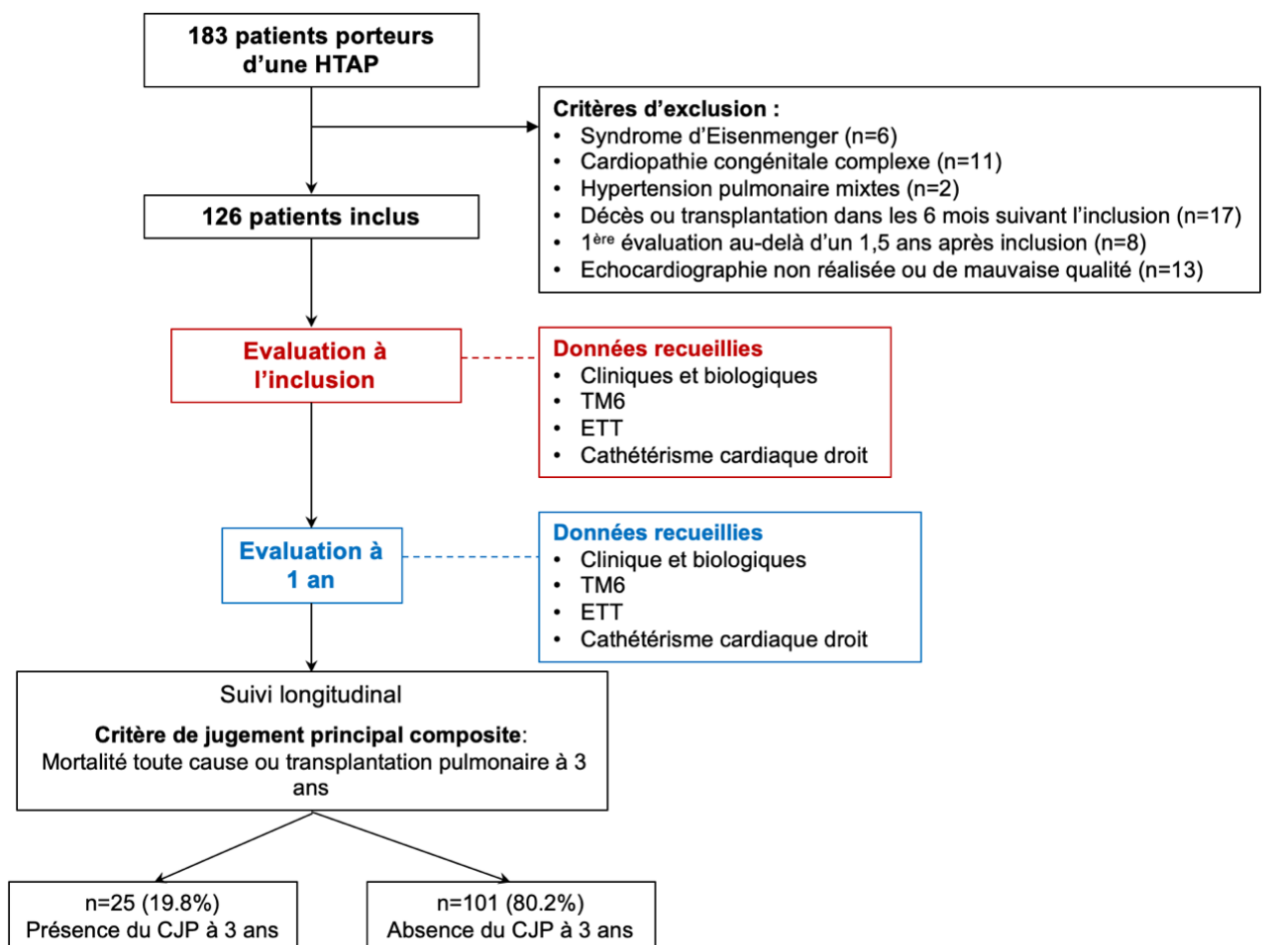 183 patients porteurs
d'une HTAP
Critères d'exclusion :
• Syndrome d'Eisenmenger (n=6)
• Cardiopathie congénitale complexe (n=11)
• Hypertension pulmonaire mixtes (n=2)
• Décès ou transplantation dans les 6 mois suivant l'inclusion (n=17)
• 1ère évaluation au-delà d'un 1,5 ans après inclusion (n=8)
• Echocardiographie non réalisée ou de mauvaise qualité (n=13)
126 patients inclus
Evaluation à
l'inclusion
Données recueillies
• Cliniques et biologiques
• TM6
• ETT
• Cathétérisme cardiaque droit
Evaluation à
1 an
Données recueillies
• Clinique et biologiques
• TM6
• ETT
• Cathétérisme cardiaque droit
Suivi longitudinal
Critère de jugement principal composite:
Mortalité toute cause ou transplantation pulmonaire à 3
ans
n=25 (19.8%)
Présence du CJP à 3 ans
n=101 (80.2%)
Absence du CJP à 3 ans